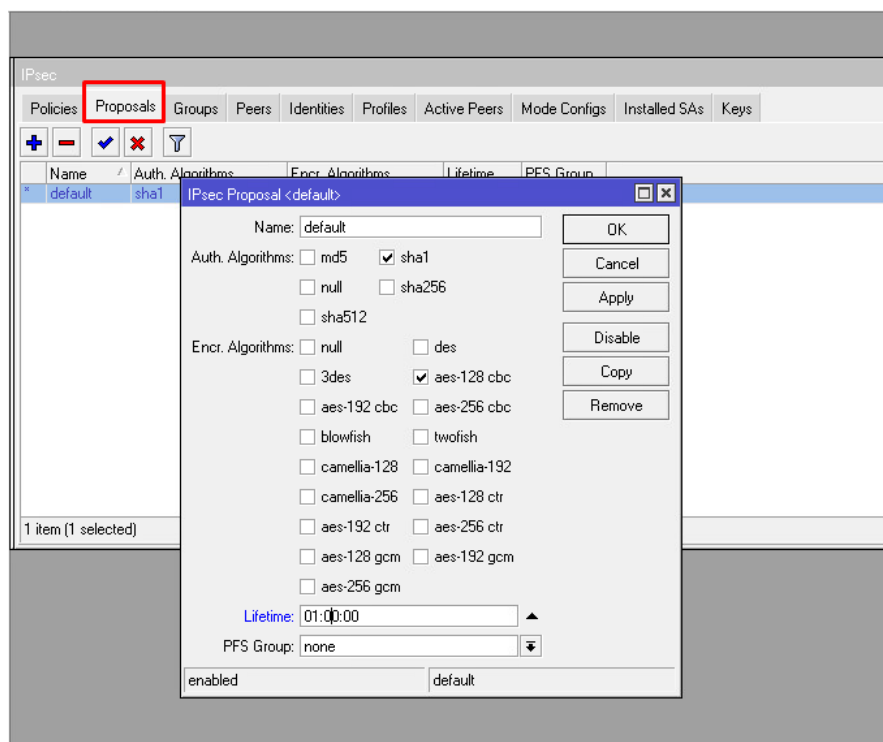 IPsec
Policies Proposals Groups Peers Identities Profiles Active Peers Mode Configs Installed SAs Keys
Name Auth. Algorithms Encr. Algorithms Lifetime PFS Group
* default sha1
IPsec Proposal <default>
Name: default
OK
Auth. Algorithms: md5 sha1
Cancel
null sha256
Apply
sha512
Disable
Encr. Algorithms: null des
3des aes-128 cbc
Copy
aes-192 cbc aes-256 cbc
Remove
blowfish twofish
camellia-128 camellia-192
camellia-256 aes-128 ctr
aes-192 ctr aes-256 ctr
aes-128 gcm aes-192 gcm
aes-256 gcm
Lifetime: 01:00:00
PFS Group: none
enabled default
1 item (1 selected)